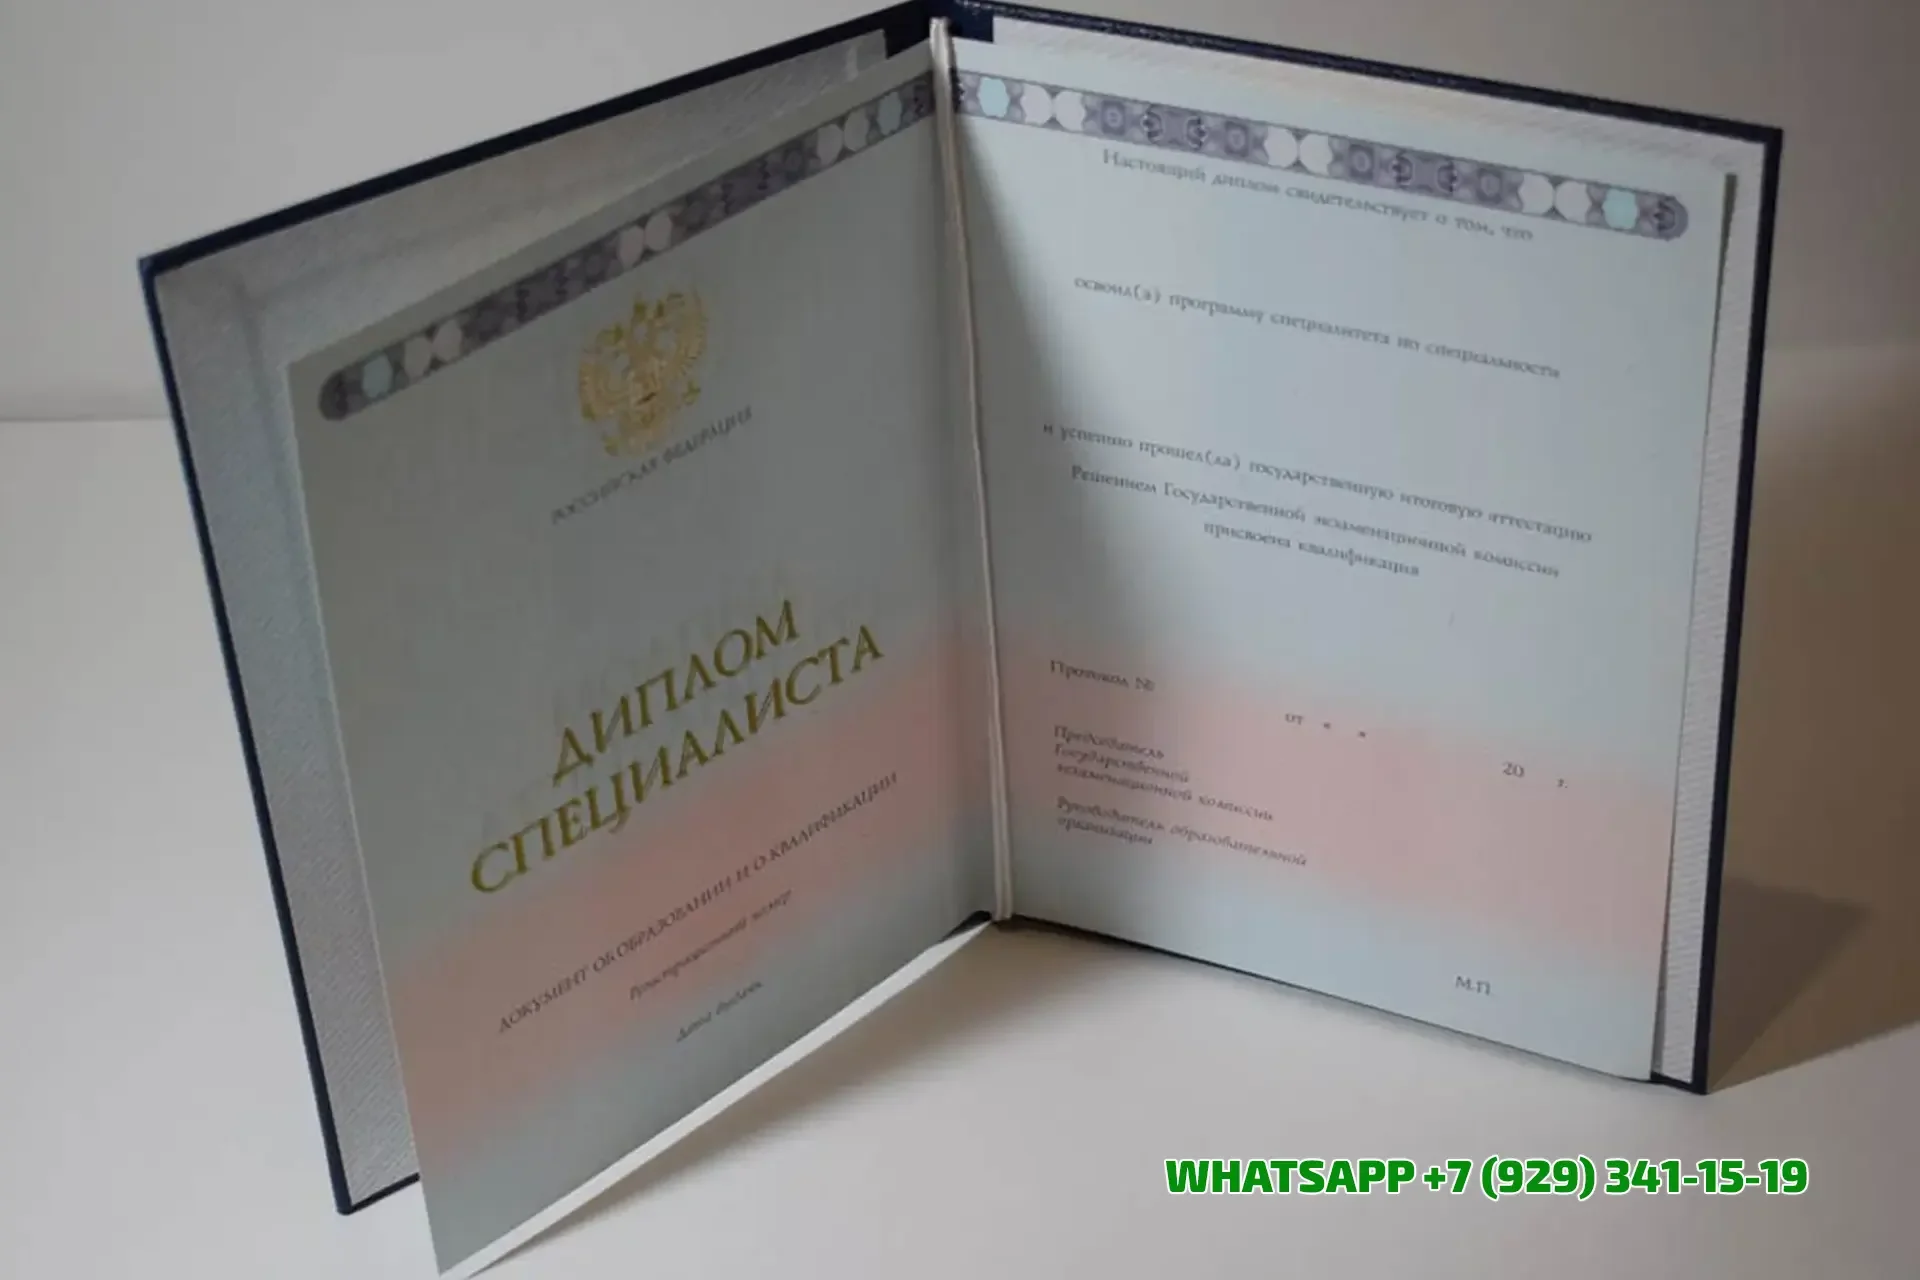 РОССИЙСКАЯ ФЕДЕРАЦИЯ
ДИПЛОМ
СПЕЦИАЛИСТА
ДОКУМЕНТ ОБ ОБРАЗОВАНИИ И О КВАЛИФИКАЦИИ
Регистрационный номер
Дата выдачи
Настоящий диплом свидетельствует о том, что
освоил(а) программу специалитета по специальности
и успешно прошел(ла) государственную итоговую аттестацию
Решением Государственной экзаменационной комиссии
присвоена квалификация
Протокол №
от « » 20 г.
Председатель
Государственной
экзаменационной комиссии
Руководитель образовательной
организации
М.П.
WHATSAPP +7 (929) 341-15-19